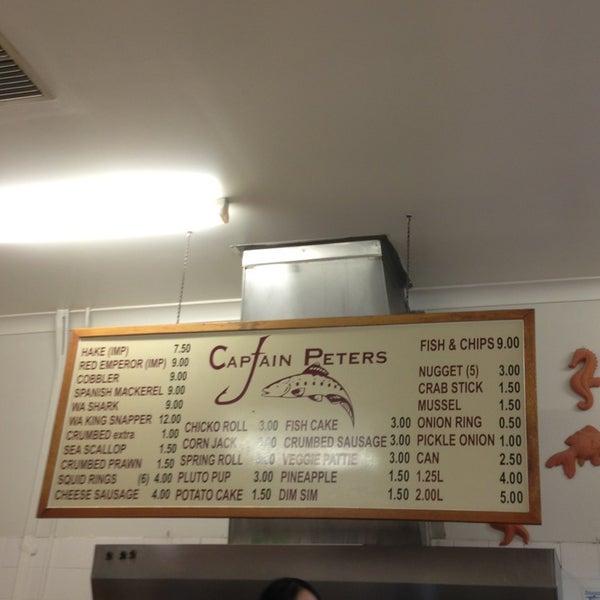 CAPTAIN PETERS
HAKE (IMP) 7.50
RED EMPEROR (IMP) 9.00
COBBLER 9.00
SPANISH MACKEREL 9.00
WA SHARK 9.00
WA KING SNAPPER 12.00
CRUMBED extra 1.00
SEA SCALLOP 1.50
CRUMBED PRAWN 1.50
SQUID RINGS (6) 4.00
CHEESE SAUSAGE 4.00
CHICKO ROLL 3.00
CORN JACK
SPRING ROLL
PLUTO PUP 3.00
POTATO CAKE 1.50
FISH CAKE 3.00
CRUMBED SAUSAGE 3.00
VEGGIE PATTIE 3.00
PINEAPPLE 1.50
DIM SIM 1.50
FISH & CHIPS 9.00
NUGGET (5) 3.00
CRAB STICK 1.50
MUSSEL 1.50
ONION RING 0.50
PICKLE ONION 1.00
CAN 2.50
1.25L 4.00
2.00L 5.00